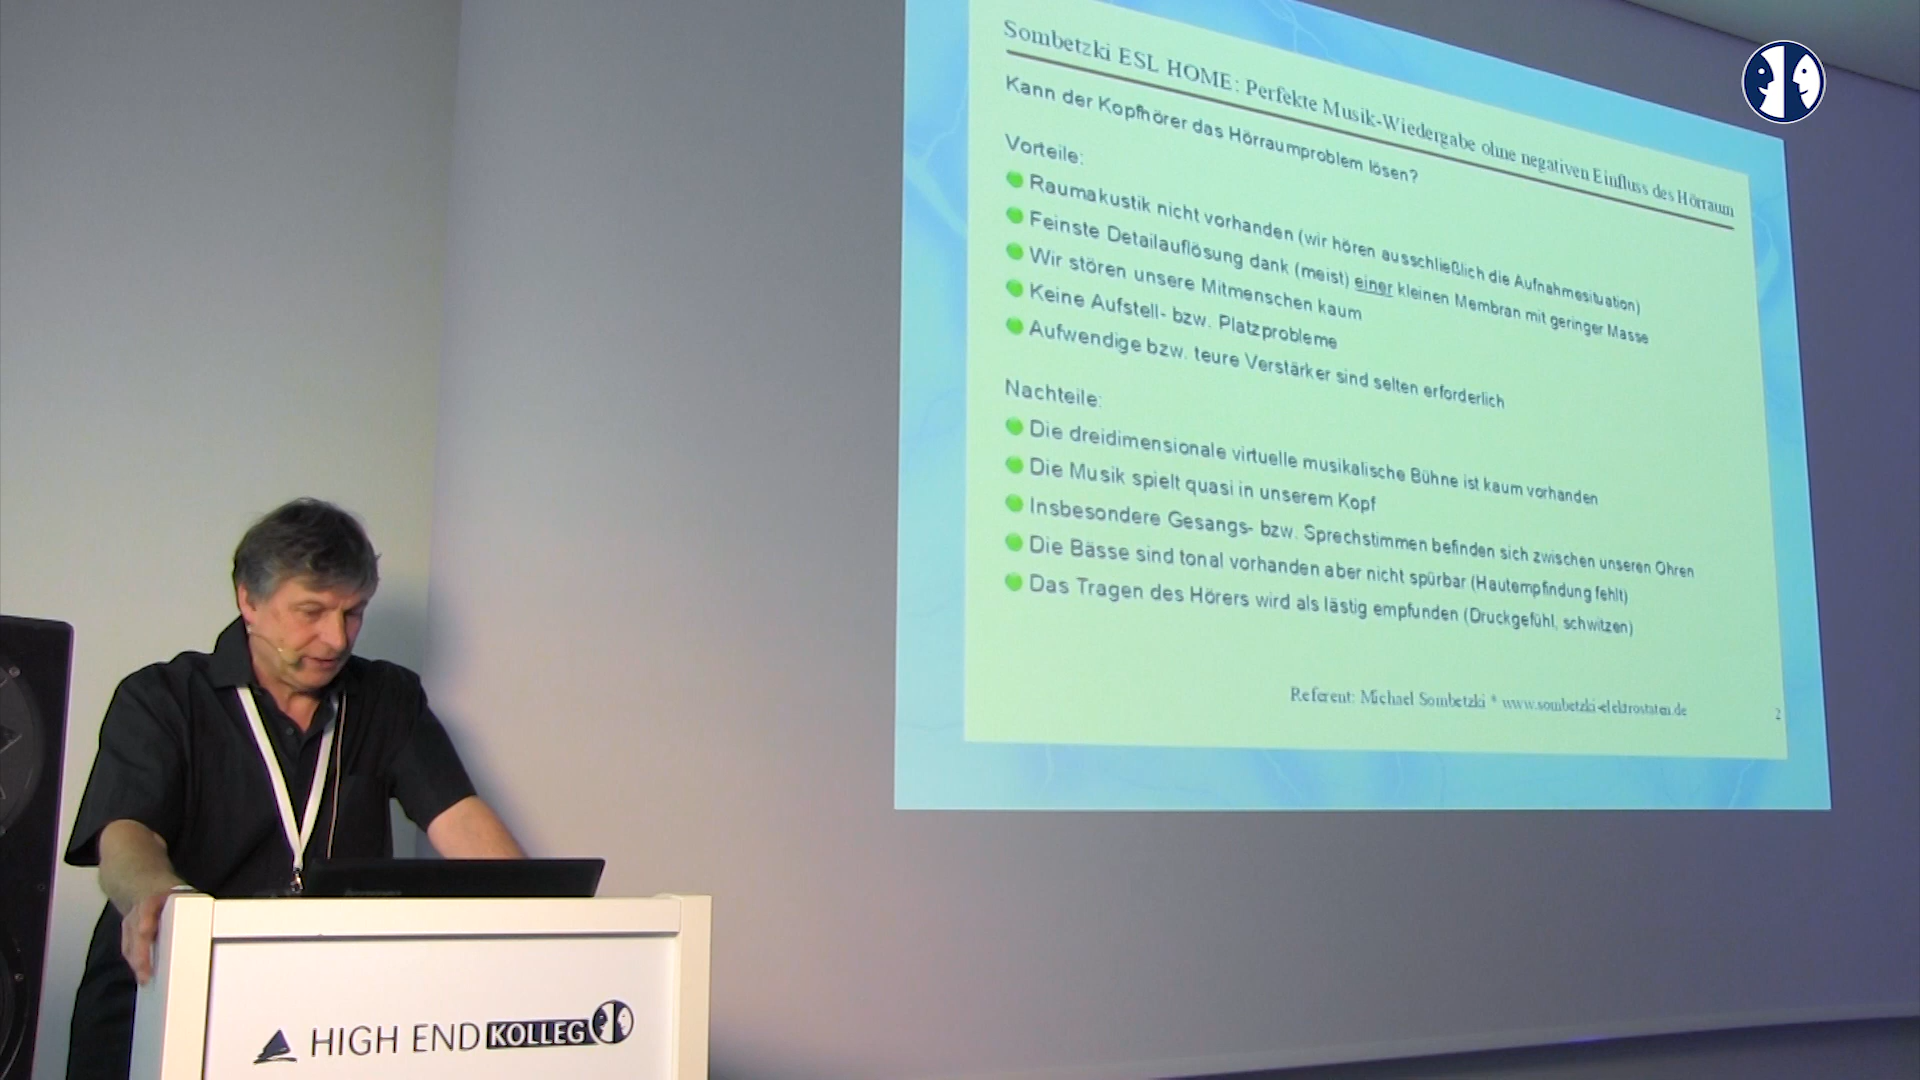 Sombetzki ESL HOME: Perfekte Musik-Wiedergabe ohne negativen Einfluss des Hörraum
Kann der Kopfhörer das Hörraumproblem lösen?
Vorteile:
Raumakustik nicht vorhanden (wir hören ausschließlich die Aufnahmesituation)
Feinste Detailauflösung dank (meist) einer kleinen Membran mit geringer Masse
Wir stören unsere Mitmenschen kaum
Keine Aufstell- bzw. Platzprobleme
Aufwendige bzw. teure Verstärker sind selten erforderlich
Nachteile:
Die dreidimensionale virtuelle musikalische Bühne ist kaum vorhanden
Die Musik spielt quasi in unserem Kopf
Insbesondere Gesangs- bzw. Sprechstimmen befinden sich zwischen unseren Ohren
Die Bässe sind tonal vorhanden aber nicht spürbar (Hautempfindung fehlt)
Das Tragen des Hörers wird als lästig empfunden (Druckgefühl, schwitzen)
Referent: Michael Sombetzki * www.sombetzki-elektrostaten.de
2
HIGH END KOLLEG